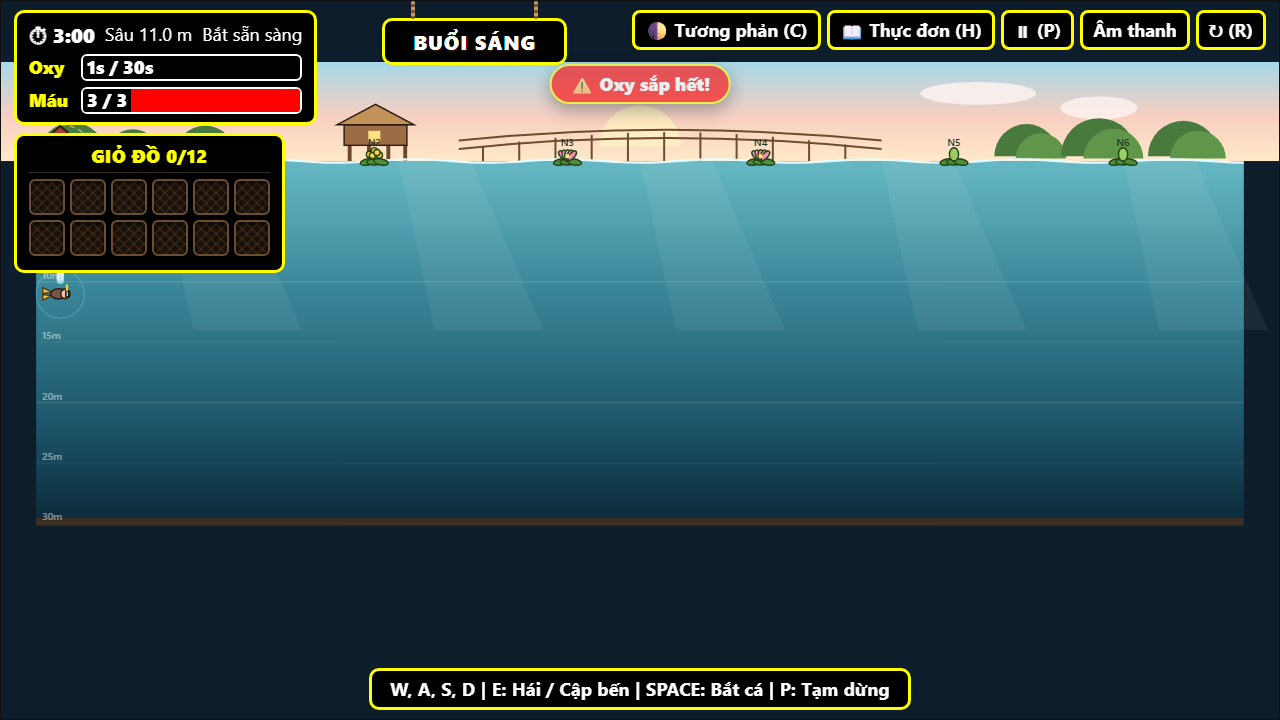 ⏱ 3:00 Sâu 11.0 m Bắt sẵn sàng
Oxy 1s / 30s
Máu 3 / 3
BUỔI SÁNG
🌓 Tương phản (C)
📖 Thực đơn (H)
⏸ (P)
Âm thanh
↻ (R)
⚠ Oxy sắp hết!
GIỎ ĐỒ 0/12
N2
N3
N4
N5
N6
10m
15m
20m
25m
30m
W, A, S, D | E: Hái / Cập bến | SPACE: Bắt cá | P: Tạm dừng